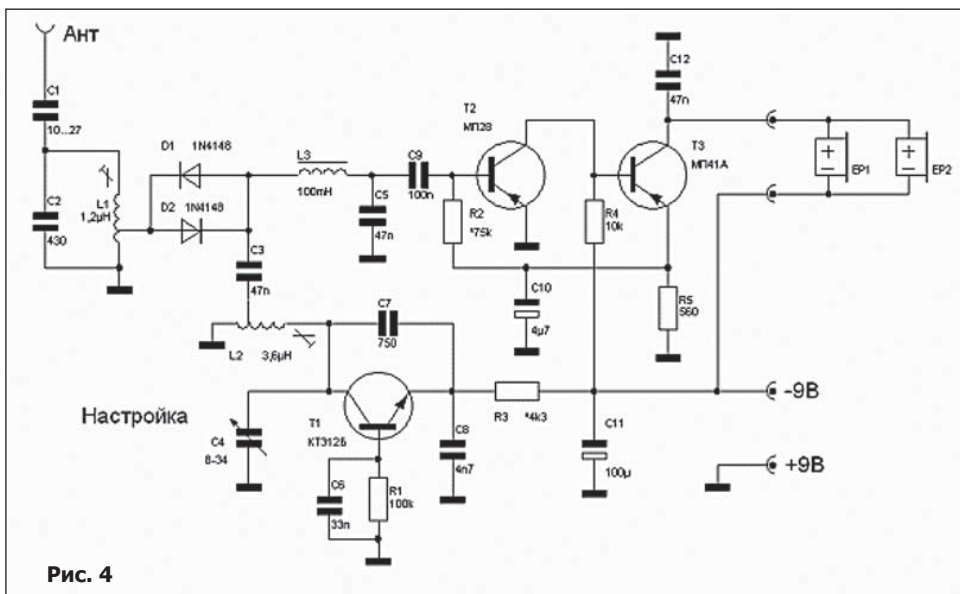 Ант
C1
10...27
C2
430
L1
1,2µH
D1 1N4148
D2 1N4148
L3
100mH
C3
47n
C5
47n
C9
100n
T2
МП28
R2
*75k
C12
47n
T3
МП41А
R4
10k
EP1
EP2
C10
4µ7
R5
560
L2 3,6µH
C7
750
Настройка
C4
8-34
T1
КТ312Б
C8
4n7
R3 *4k3
C11
100µ
-9В
+9В
C6
33n
R1
100k
Рис. 4